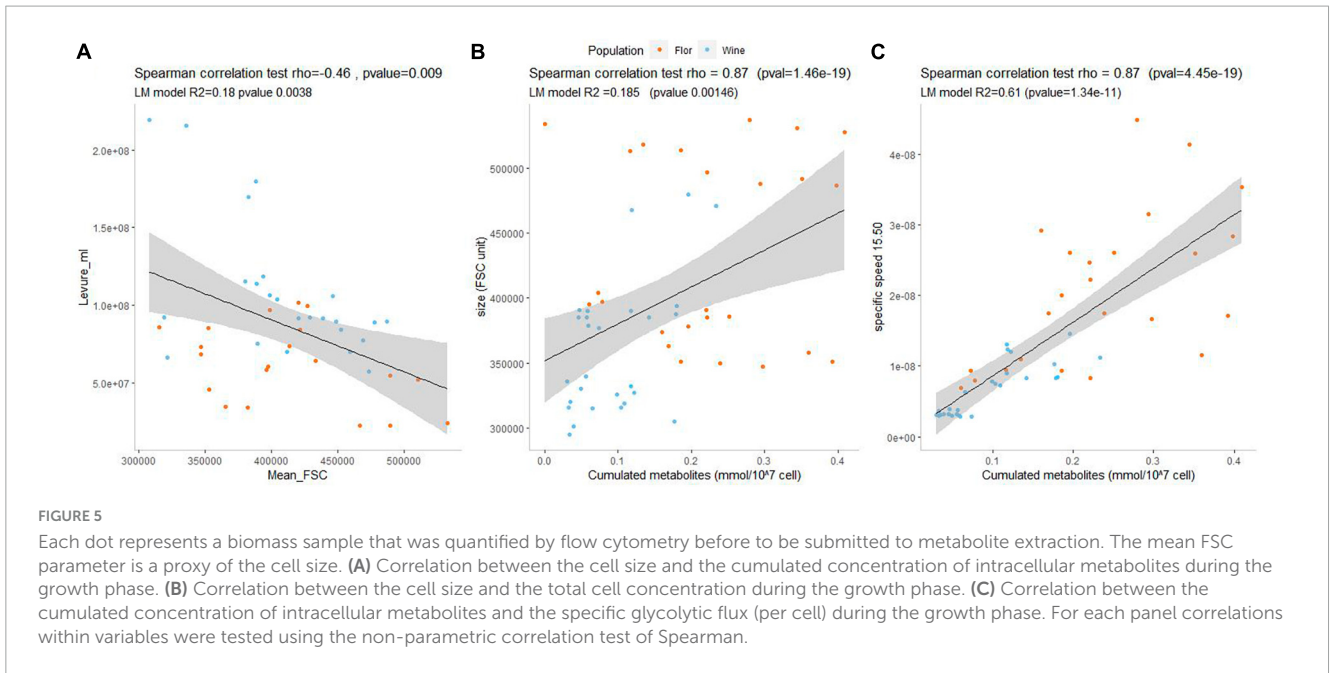 A
B
C
Population Flor Wine
Spearman correlation test rho=-0.46 , pvalue=0.009
LM model R2=0.18 pvalue 0.0038
2.0e+08
1.5e+08
1.0e+08
5.0e+07
Levure_ml
300000 350000 400000 450000 500000
Mean_FSC
Spearman correlation test rho = 0.87 (pval=1.46e-19)
LM model R2 =0.185 (pvalue 0.00146)
500000
450000
400000
350000
300000
size (FSC unit)
0.0 0.1 0.2 0.3 0.4
Cumulated metabolites (mmol/10^7 cell)
Spearman correlation test rho = 0.87 (pval=4.45e-19)
LM model R2=0.61 (pvalue=1.34e-11)
4e-08
3e-08
2e-08
1e-08
0e+00
specific speed 15.50
0.1 0.2 0.3 0.4
Cumulated metabolites (mmol/10^7 cell)
FIGURE 5
Each dot represents a biomass sample that was quantified by flow cytometry before to be submitted to metabolite extraction. The mean FSC
parameter is a proxy of the cell size. (A) Correlation between the cell size and the cumulated concentration of intracellular metabolites during the
growth phase. (B) Correlation between the cell size and the total cell concentration during the growth phase. (C) Correlation between the
cumulated concentration of intracellular metabolites and the specific glycolytic flux (per cell) during the growth phase. For each panel correlations
within variables were tested using the non-parametric correlation test of Spearman.